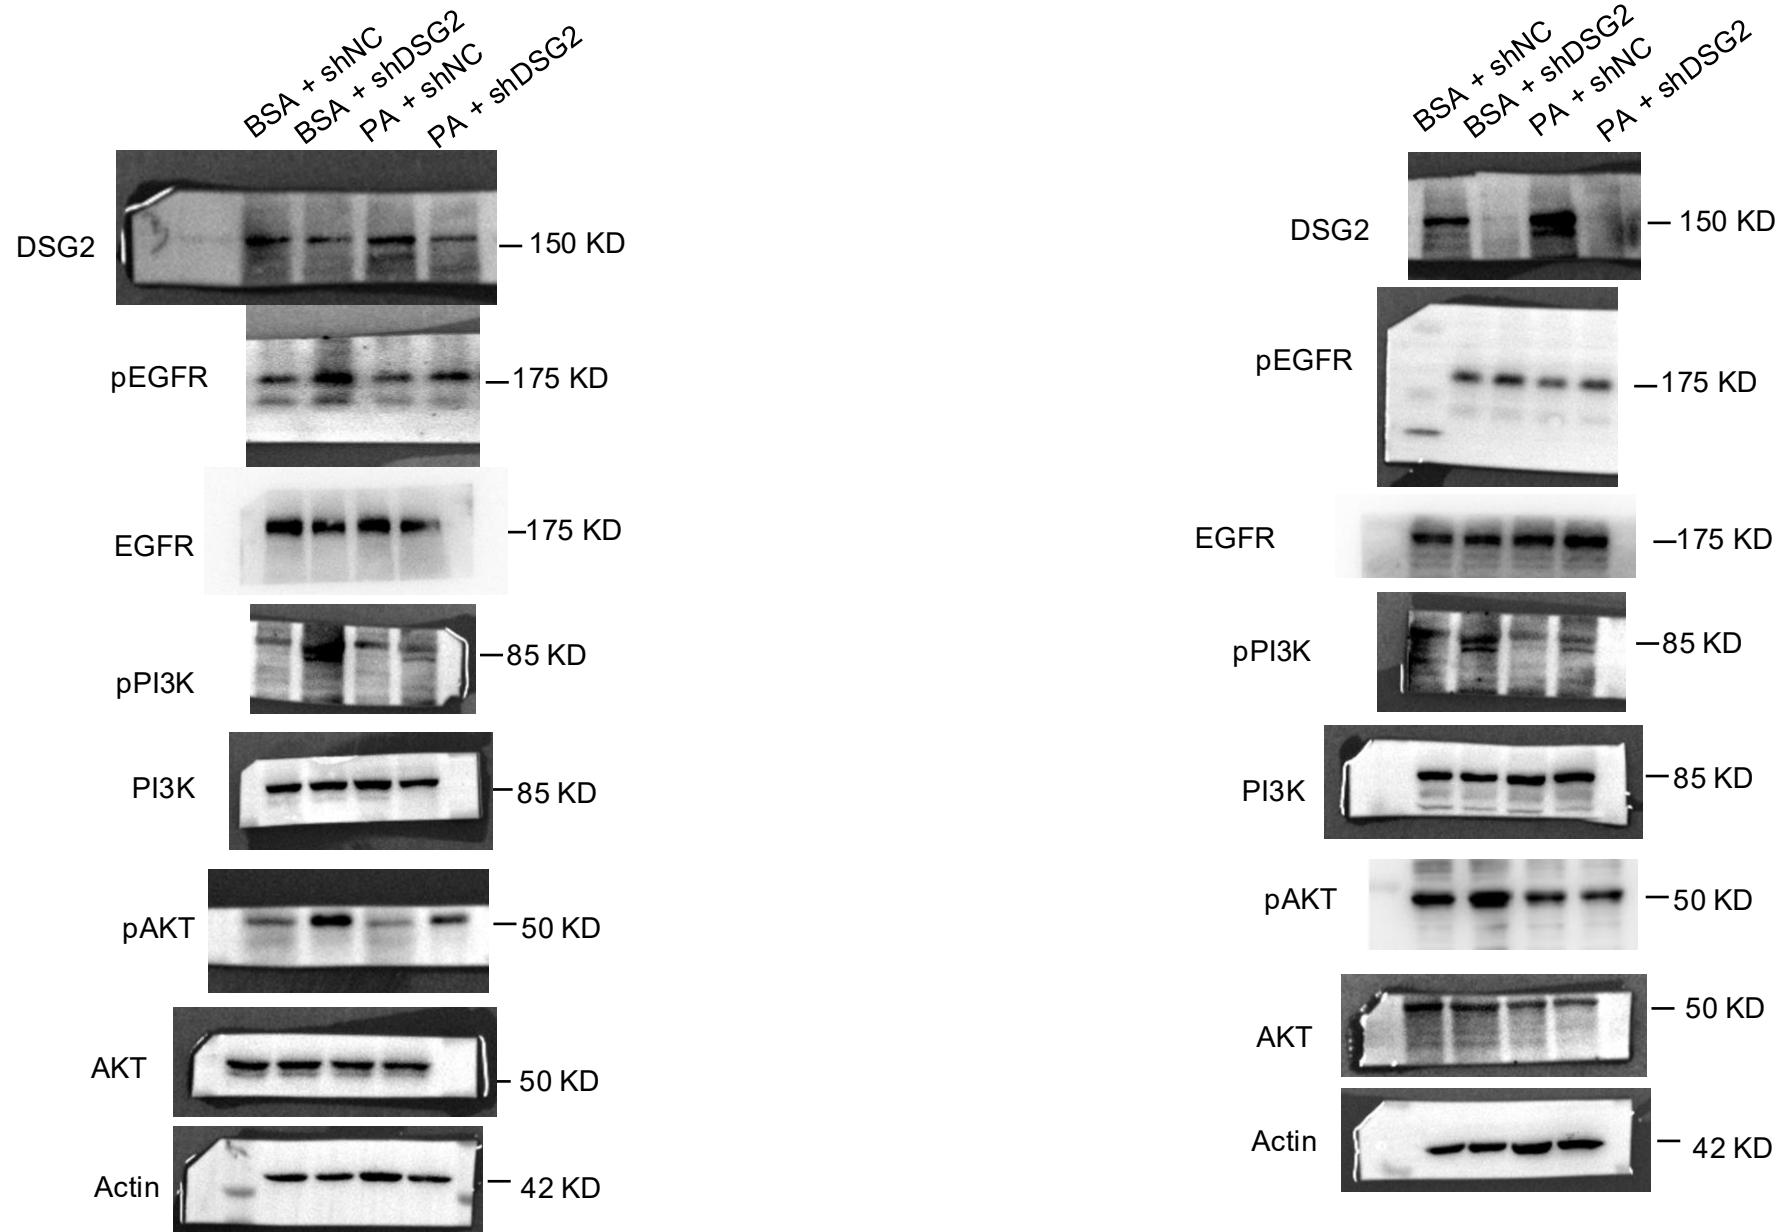 BSA + shNC
BSA + shDSG2
PA + shNC
PA + shDSG2
DSG2
150 KD
pEGFR
175 KD
EGFR
175 KD
pPI3K
85 KD
PI3K
85 KD
pAKT
50 KD
AKT
50 KD
Actin
42 KD
BSA + shNC
BSA + shDSG2
PA + shNC
PA + shDSG2
DSG2
150 KD
pEGFR
175 KD
EGFR
175 KD
pPI3K
85 KD
PI3K
85 KD
pAKT
50 KD
AKT
50 KD
Actin
42 KD